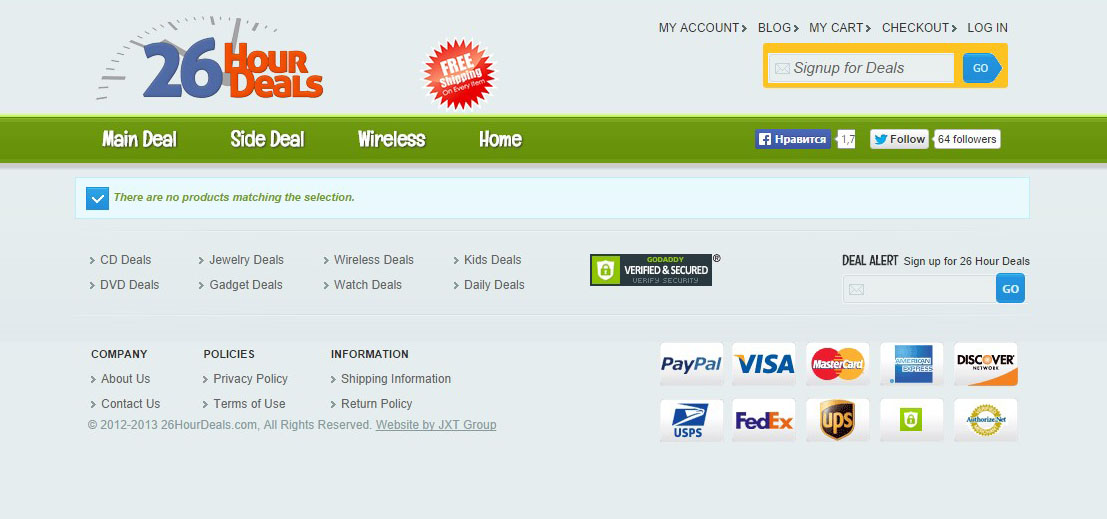 MY ACCOUNT BLOG MY CART CHECKOUT LOG IN
26 Hour Deals
FREE
Shipping
On Every Item
Signup for Deals GO
Main Deal Side Deal Wireless Home
Нравится 1,7 Follow 64 followers
There are no products matching the selection.
CD Deals Jewelry Deals Wireless Deals Kids Deals
DVD Deals Gadget Deals Watch Deals Daily Deals
GODADDY
VERIFIED & SECURED ®
VERIFY SECURITY
DEAL ALERT Sign up for 26 Hour Deals
GO
COMPANY POLICIES INFORMATION
About Us Privacy Policy Shipping Information
Contact Us Terms of Use Return Policy
© 2012-2013 26HourDeals.com, All Rights Reserved. Website by JXT Group
PayPal VISA MasterCard AMERICAN EXPRESS DISCOVER NETWORK
USPS FedEx ups Authorize.Net